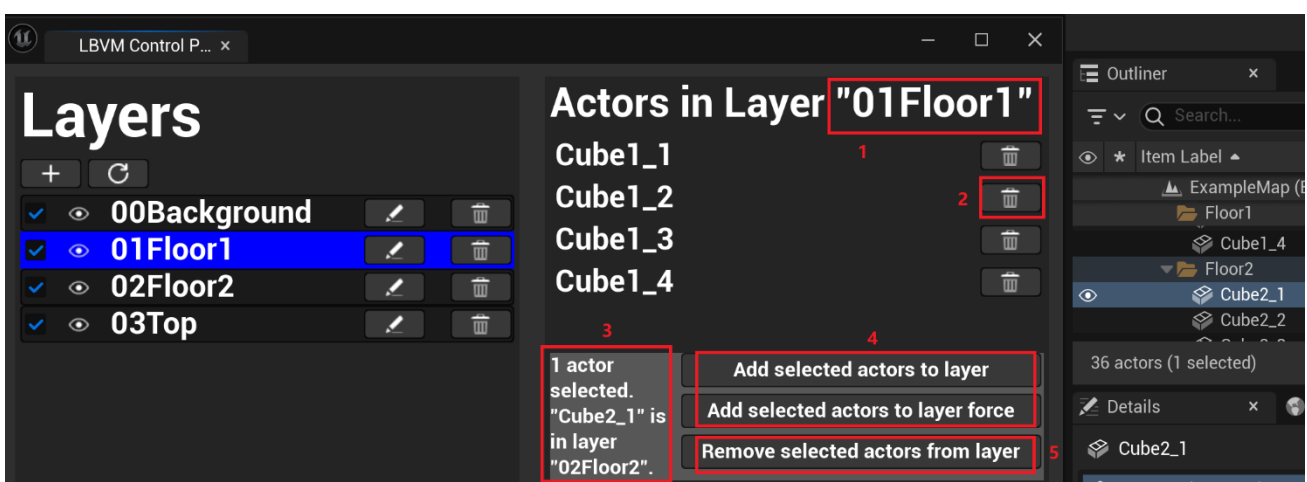 LBVM Control P...
Layers
00Background
01Floor1
02Floor2
03Top
Actors in Layer "01Floor1"
1
Cube1_1
Cube1_2
2
Cube1_3
Cube1_4
3
4
1 actor
selected.
"Cube2_1" is
in layer
"02Floor2".
Add selected actors to layer
Add selected actors to layer force
Remove selected actors from layer
5
Outliner
Search...
Item Label
ExampleMap (E
Floor1
Cube1_4
Floor2
Cube2_1
Cube2_2
36 actors (1 selected)
Details
Cube2_1